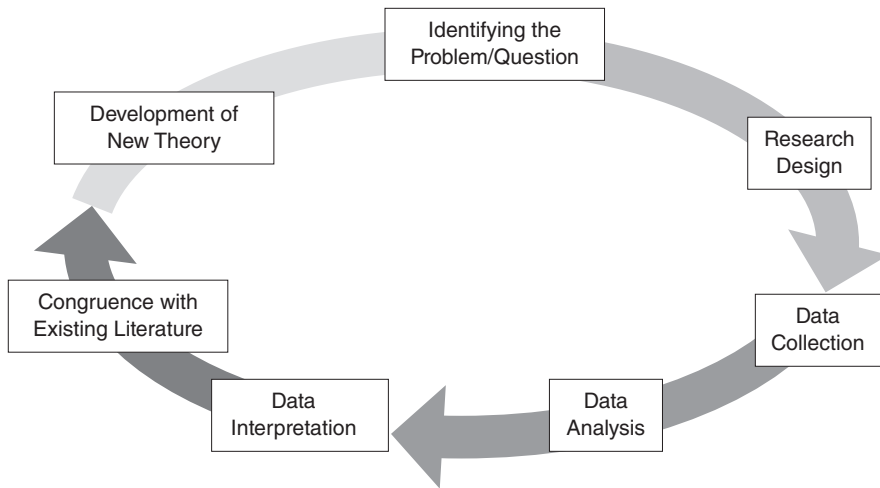 Identifying the
Problem/Question
Research
Design
Data
Collection
Data
Analysis
Data
Interpretation
Congruence with
Existing Literature
Development of
New Theory